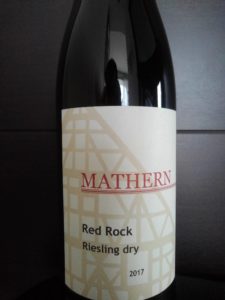 MATHERN
Red Rock
Riesling dry
2017